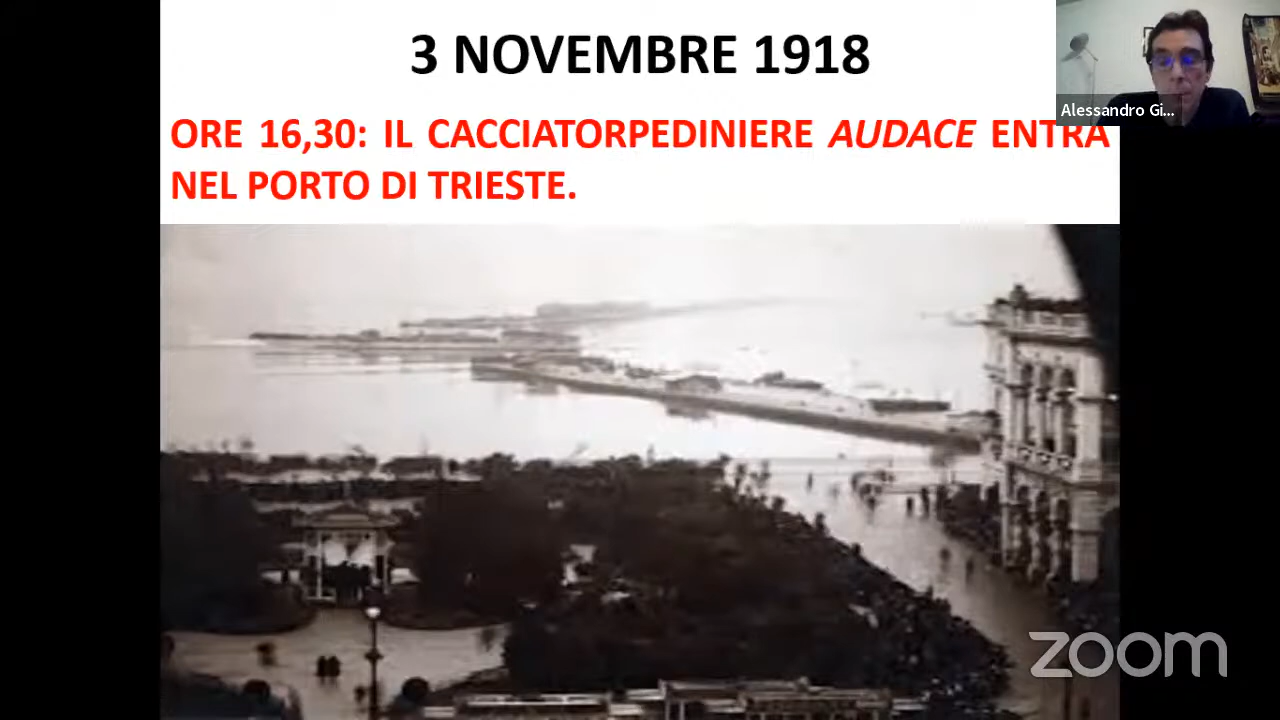 3 NOVEMBRE 1918
Alessandro Gi...
ORE 16,30: IL CACCIATORPEDINIERE AUDACE ENTRA
NEL PORTO DI TRIESTE.
zoom